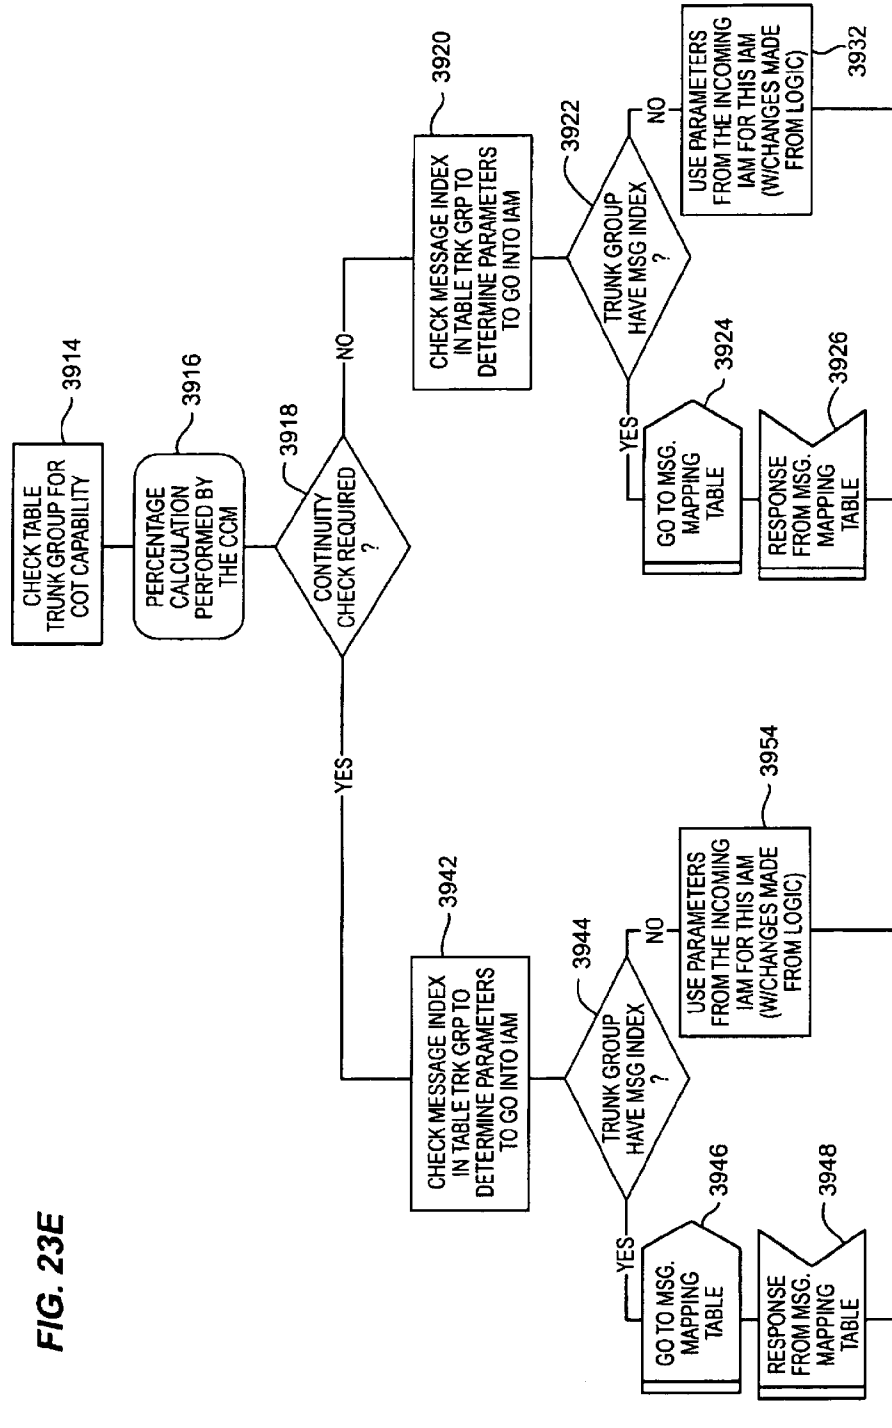 FIG. 23E
CHECK TABLE
TRUNK GROUP FOR
COT CAPABILITY
3914
PERCENTAGE
CALCULATION
PERFORMED BY
THE CCM
3916
CONTINUITY
CHECK REQUIRED
?
3918
YES
NO
CHECK MESSAGE INDEX
IN TABLE TRK GRP TO
DETERMINE PARAMETERS
TO GO INTO IAM
3942
TRUNK GROUP
HAVE MSG INDEX
?
3944
YES
NO
GO TO MSG.
MAPPING
TABLE
3946
RESPONSE
FROM MSG.
MAPPING
TABLE
3948
USE PARAMETERS
FROM THE INCOMING
IAM FOR THIS IAM
(W/CHANGES MADE
FROM LOGIC)
3954
CHECK MESSAGE INDEX
IN TABLE TRK GRP TO
DETERMINE PARAMETERS
TO GO INTO IAM
3920
TRUNK GROUP
HAVE MSG INDEX
?
3922
YES
NO
GO TO MSG.
MAPPING
TABLE
3924
RESPONSE
FROM MSG.
MAPPING
TABLE
3926
USE PARAMETERS
FROM THE INCOMING
IAM FOR THIS IAM
(W/CHANGES MADE
FROM LOGIC)
3932